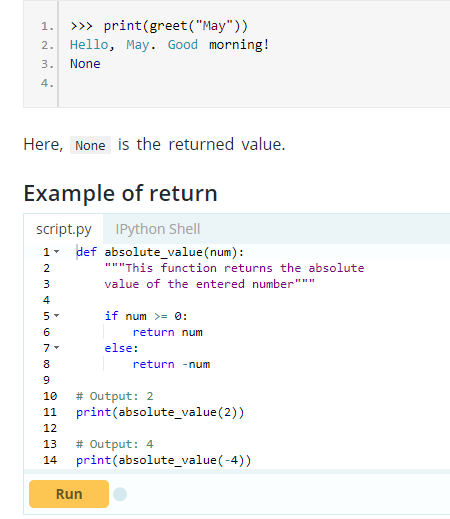 1. >>> print(greet("May"))
2. Hello, May. Good morning!
3. None
4.
Here, None is the returned value.
Example of return
script.py IPython Shell
1 def absolute_value(num):
2 """This function returns the absolute
3 value of the entered number"""
4
5 if num >= 0:
6 return num
7 else:
8 return -num
9
10 # Output: 2
11 print(absolute_value(2))
12
13 # Output: 4
14 print(absolute_value(-4))
Run